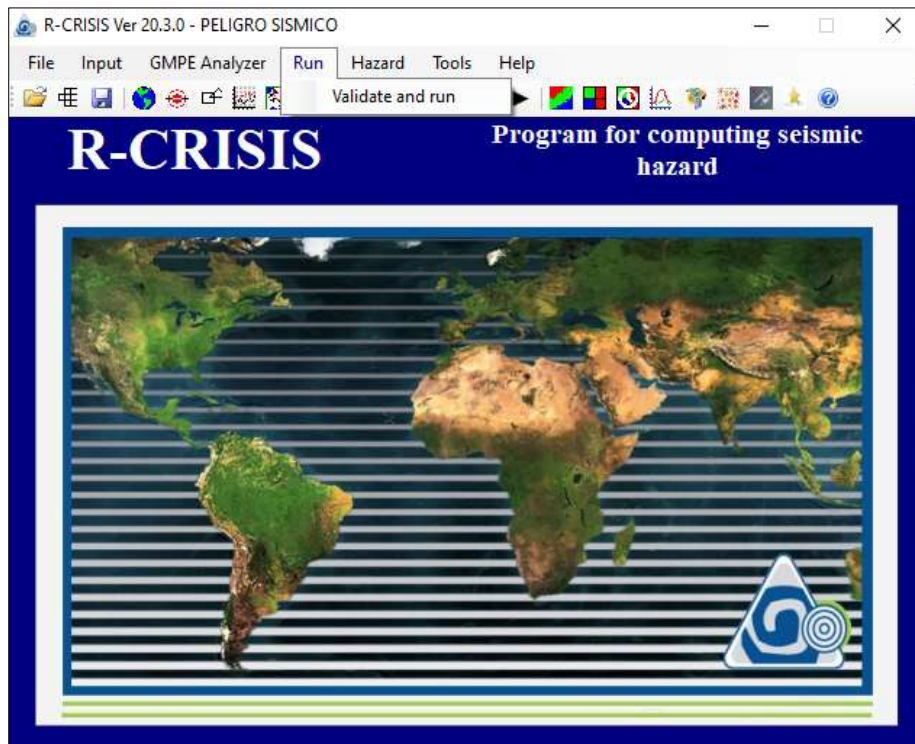 R-CRISIS Ver 20.3.0 - PELIGRO SISMICO
File Input GMPE Analyzer Run Hazard Tools Help
Validate and run
R-CRISIS
Program for computing seismic
hazard